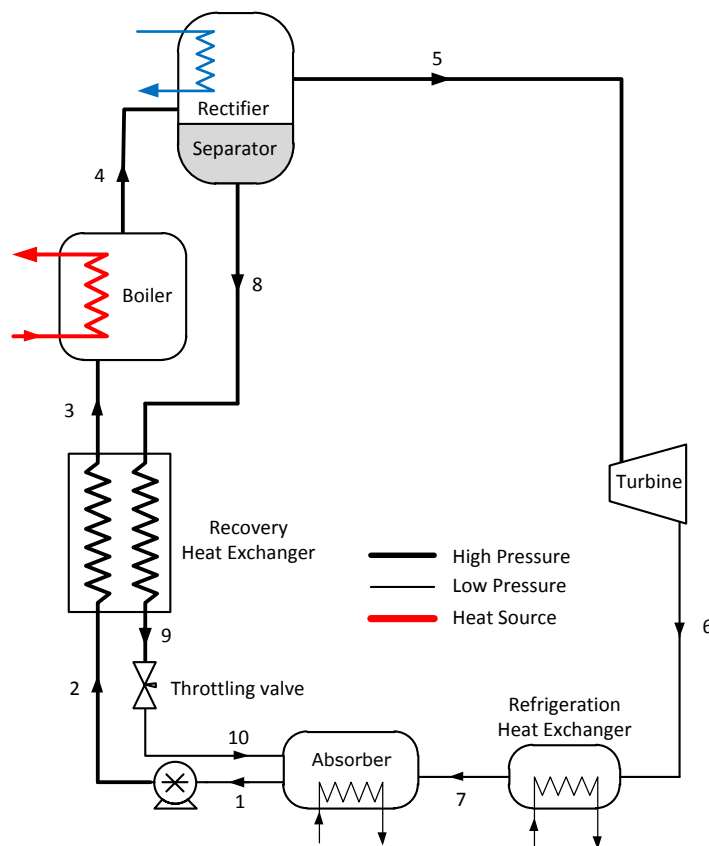 5
Rectifier
Separator
4
8
Boiler
3
Turbine
Recovery
Heat Exchanger
High Pressure
Low Pressure
Heat Source
9
6
2
Throttling valve
Refrigeration
Heat Exchanger
10
Absorber
1
7